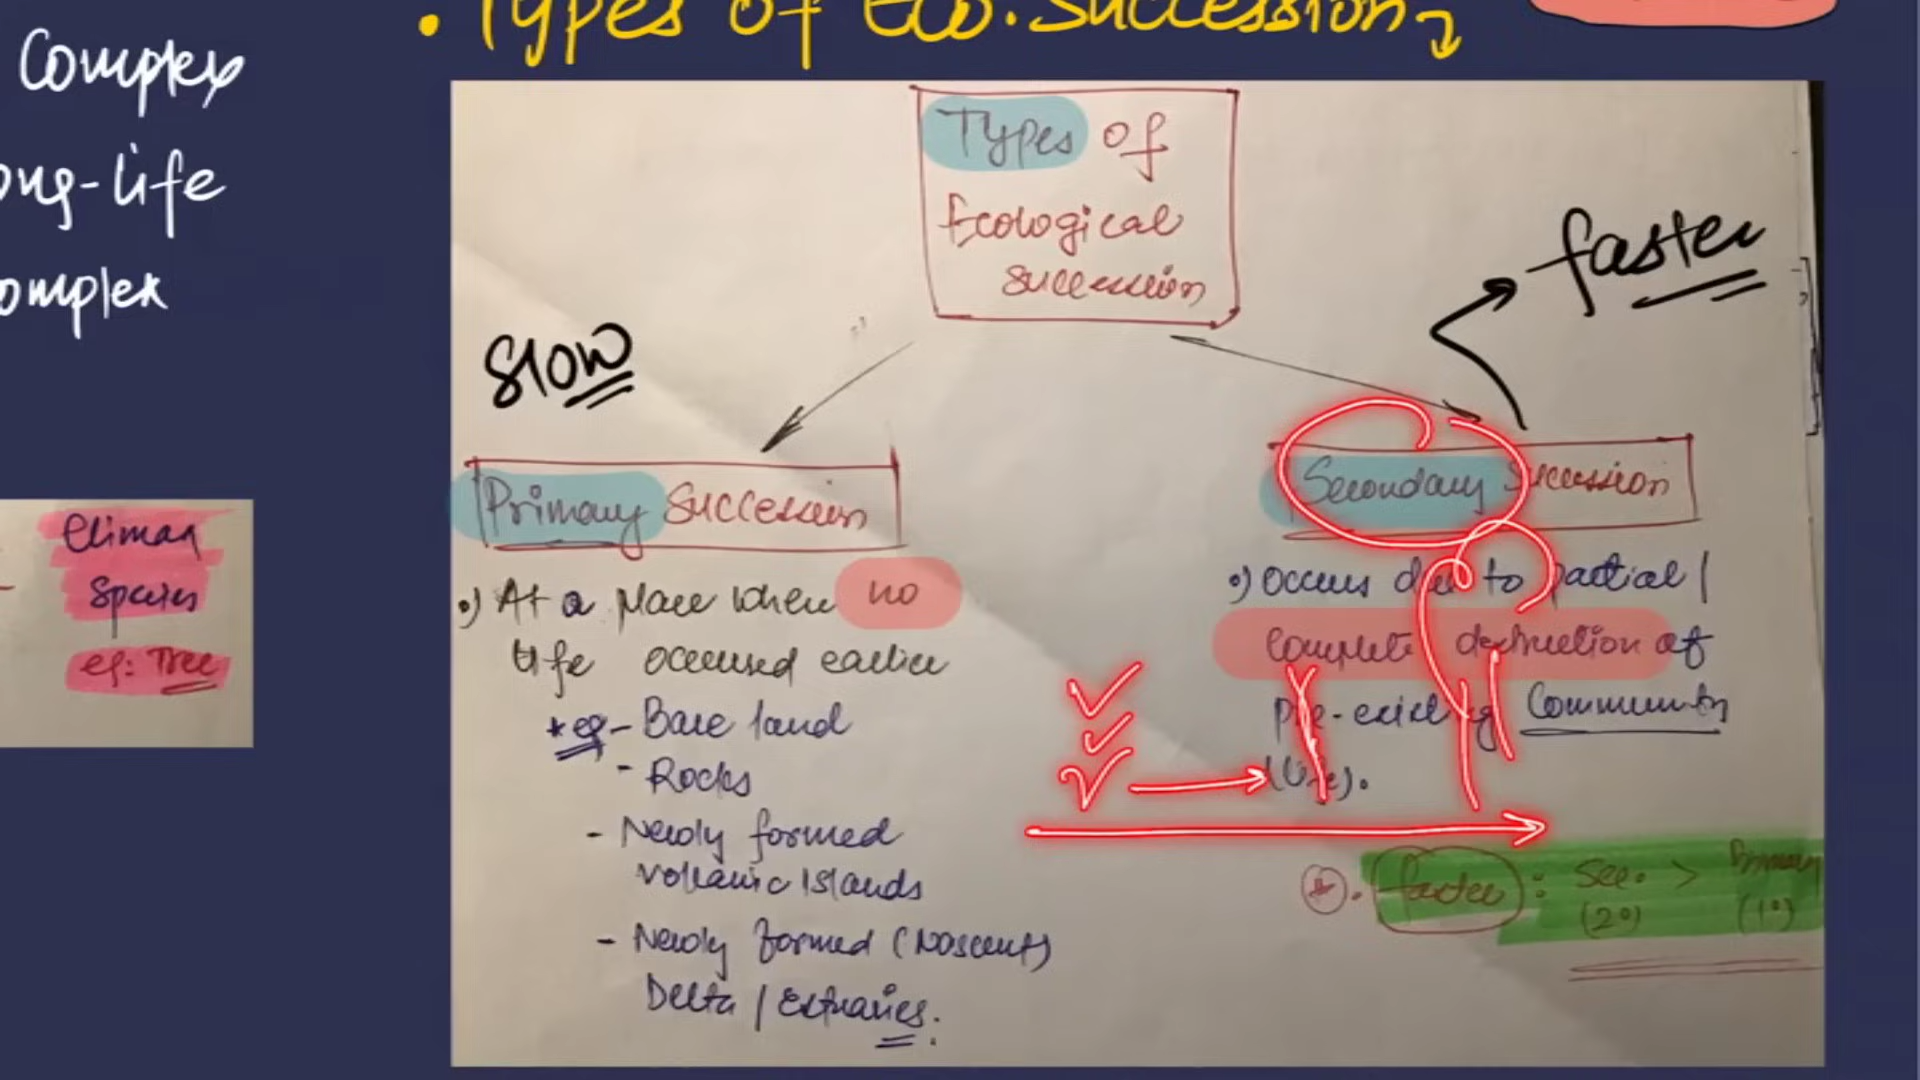 • Types of Eco. Succession
Complex
ong-life
omplex
Climax
Species
eg: Tree
Types of
Ecological
Succession
Slow
faster
Primary Succession
•) At a place where no
life occurred earlier
* eg - Bare land
- Rocks
- Newly formed
volcanic Islands
- Newly formed (Nascent)
Delta / Estuaries.
Secondary Succession
•) Occurs due to partial /
complete destruction of
pre-existing Community
(life).
* . faster : Sec. > Primary
(2°) (1°)